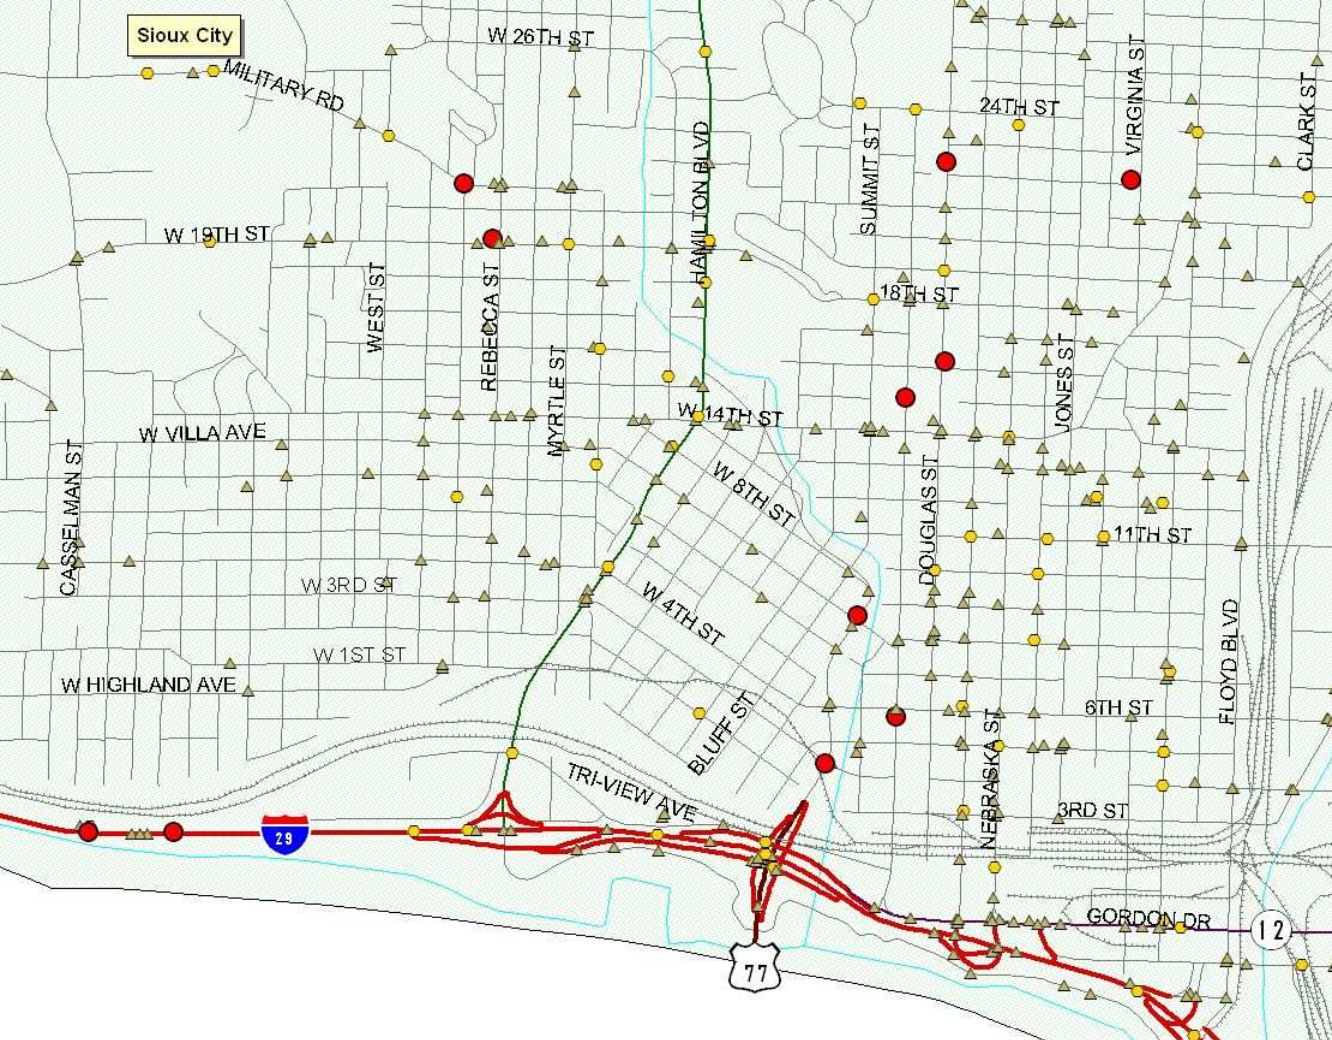 Sioux City
W 26TH ST
MILITARY RD
24TH ST
VIRGINIA ST
CLARK ST
SUMMIT ST
HAMILTON BLVD
W 19TH ST
WEST ST
REBECCA ST
18TH ST
MYRTLE ST
JONES ST
W 14TH ST
W VILLA AVE
CASSELMAN ST
W 8TH ST
DOUGLAS ST
11TH ST
W 3RD ST
W 4TH ST
W 1ST ST
W HIGHLAND AVE
FLOYD BLVD
BLUFF ST
6TH ST
NEBRASKA ST
TRI-VIEW AVE
3RD ST
29
GORDON DR
12
77